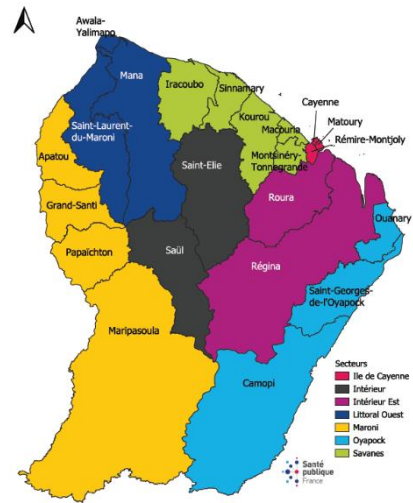 Awala-
Yalimapo
Mana
Iracoubo
Sinnamary
Kourou
Cayenne
Macouria
Matoury
Rémire-Montjoly
Saint-Laurent-
du-Maroni
Montsinéry-
Tonnegrande
Apatou
Saint-Elie
Roura
Grand-Santi
Ouanary
Papaïchton
Saül
Régina
Saint-Georges-
de-l'Oyapock
Maripasoula
Camopi
Secteurs
Ile de Cayenne
Intérieur
Intérieur Est
Littoral Ouest
Maroni
Oyapock
Savanes
Santé
publique
France